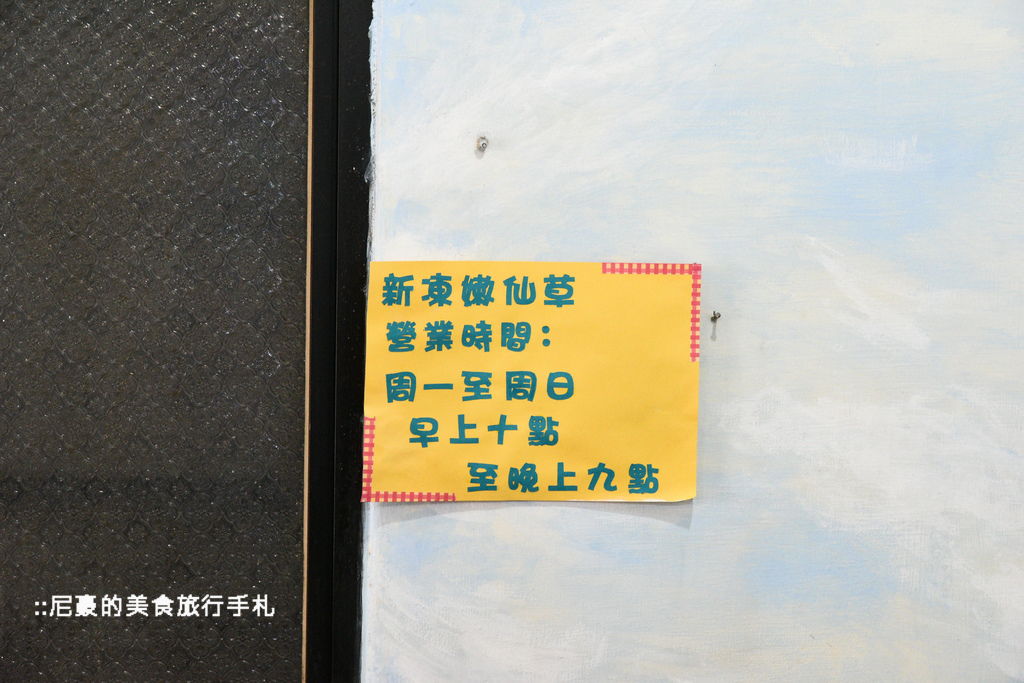 新東嫩仙草
營業時間：
周一至周日
早上十點
至晚上九點
::尼豪的美食旅行手札